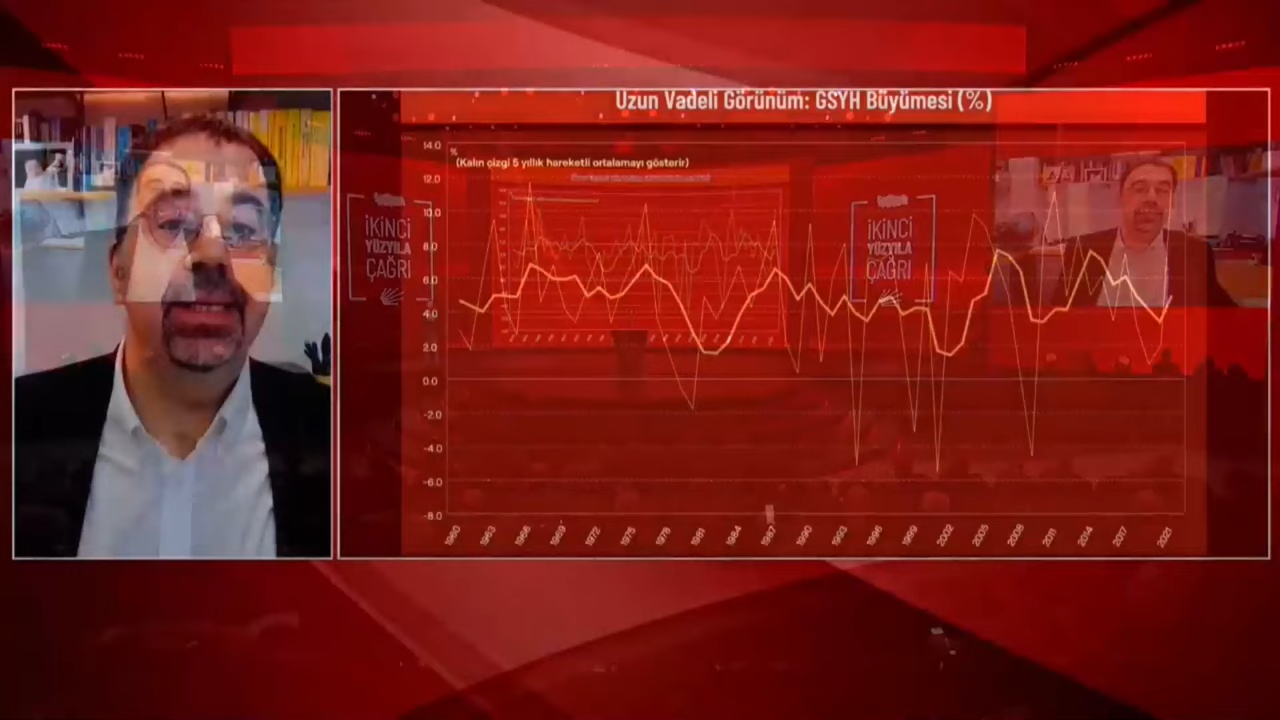 Uzun Vadeli Görünüm: GSYH Büyümesi (%)
%
(Kalın çizgi 5 yıllık hareketli ortalamayı gösterir)
14.0
12.0
10.0
8.0
6.0
4.0
2.0
0.0
-2.0
-4.0
-6.0
-8.0
1960 1963 1966 1969 1972 1975 1978 1981 1984 1987 1990 1993 1996 1999 2002 2005 2008 2011 2014 2017 2021
İKİNCİ
YÜZYILA
ÇAĞRI
İKİNCİ
YÜZYILA
ÇAĞRI